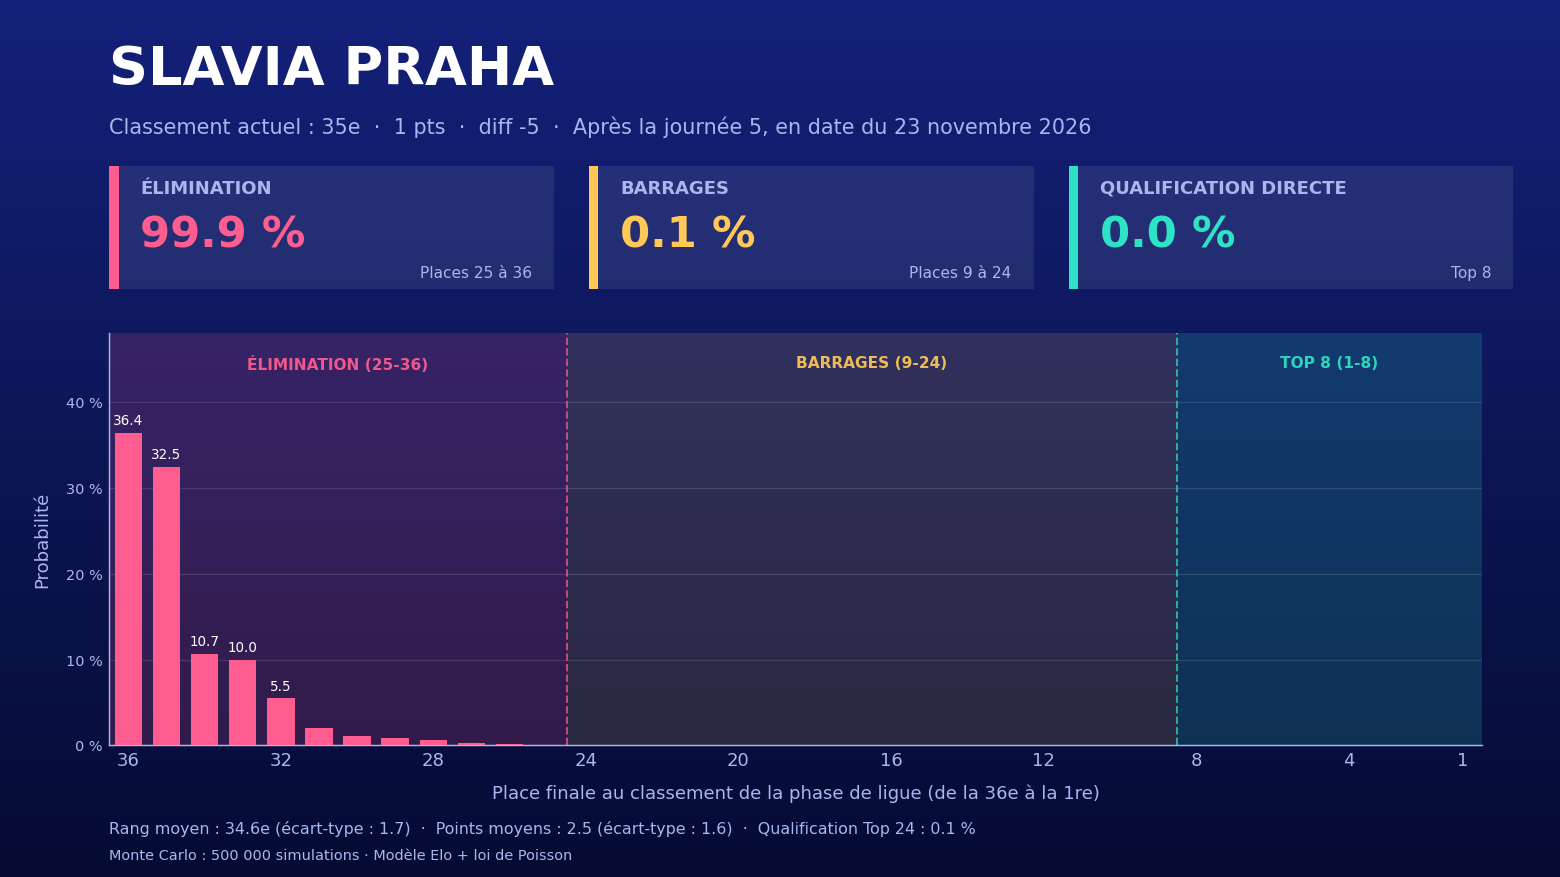 SLAVIA PRAHA
Classement actuel : 35e · 1 pts · diff -5 · Après la journée 5, en date du 23 novembre 2026
ÉLIMINATION
99.9 %
Places 25 à 36
BARRAGES
0.1 %
Places 9 à 24
QUALIFICATION DIRECTE
0.0 %
Top 8
ÉLIMINATION (25-36)
BARRAGES (9-24)
TOP 8 (1-8)
Probabilité
40 %
30 %
20 %
10 %
0 %
36.4
32.5
10.7
10.0
5.5
36 32 28 24 20 16 12 8 4 1
Place finale au classement de la phase de ligue (de la 36e à la 1re)
Rang moyen : 34.6e (écart-type : 1.7) · Points moyens : 2.5 (écart-type : 1.6) · Qualification Top 24 : 0.1 %
Monte Carlo : 500 000 simulations · Modèle Elo + loi de Poisson